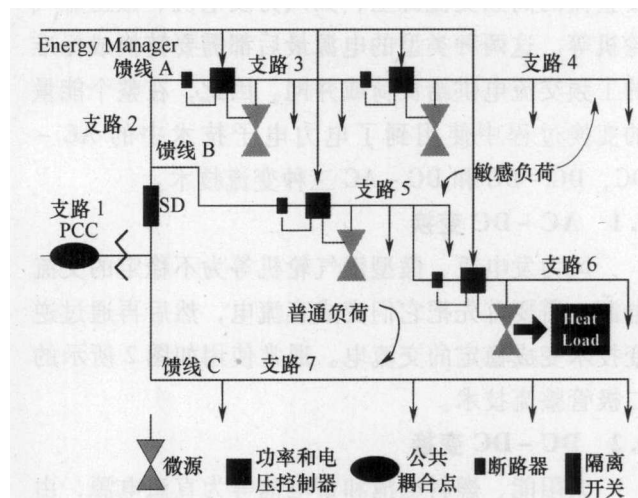 Energy Manager
馈线 A
支路 3
支路 4
支路 2
馈线 B
敏感负荷
支路 1
PCC
SD
支路 5
支路 6
普通负荷
Heat
Load
馈线 C
支路 7
微源
功率和电
压控制器
公共
耦合点
断路器
隔离
开关